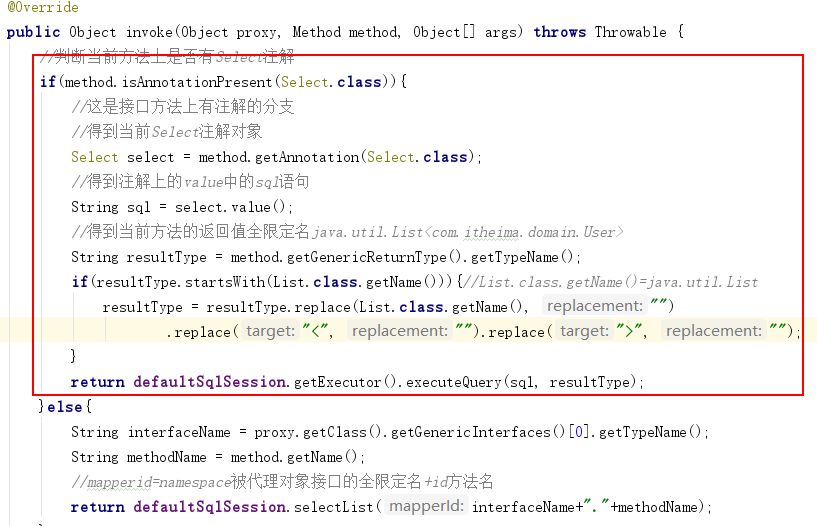 @Override
public Object invoke(Object proxy, Method method, Object[] args) throws Throwable {
//判断当前方法上是否有Select注解
if(method.isAnnotationPresent(Select.class)){
//这是接口方法上有注解的分支
//得到当前Select注解对象
Select select = method.getAnnotation(Select.class);
//得到注解上的value中的sql语句
String sql = select.value();
//得到当前方法的返回值全限定名java.util.List<com.itheima.domain.User>
String resultType = method.getGenericReturnType().getTypeName();
if(resultType.startsWith(List.class.getName())){//List.class.getName()=java.util.List
resultType = resultType.replace(List.class.getName(), replacement: "")
.replace( target: "<", replacement: "").replace( target: ">", replacement: "");
}
return defaultSqlSession.getExecutor().executeQuery(sql, resultType);
}else{
String interfaceName = proxy.getClass().getGenericInterfaces()[0].getTypeName();
String methodName = method.getName();
//mapperid=namespace被代理对象接口的全限定名+id方法名
return defaultSqlSession.selectList( mapperId: interfaceName+"."+methodName);